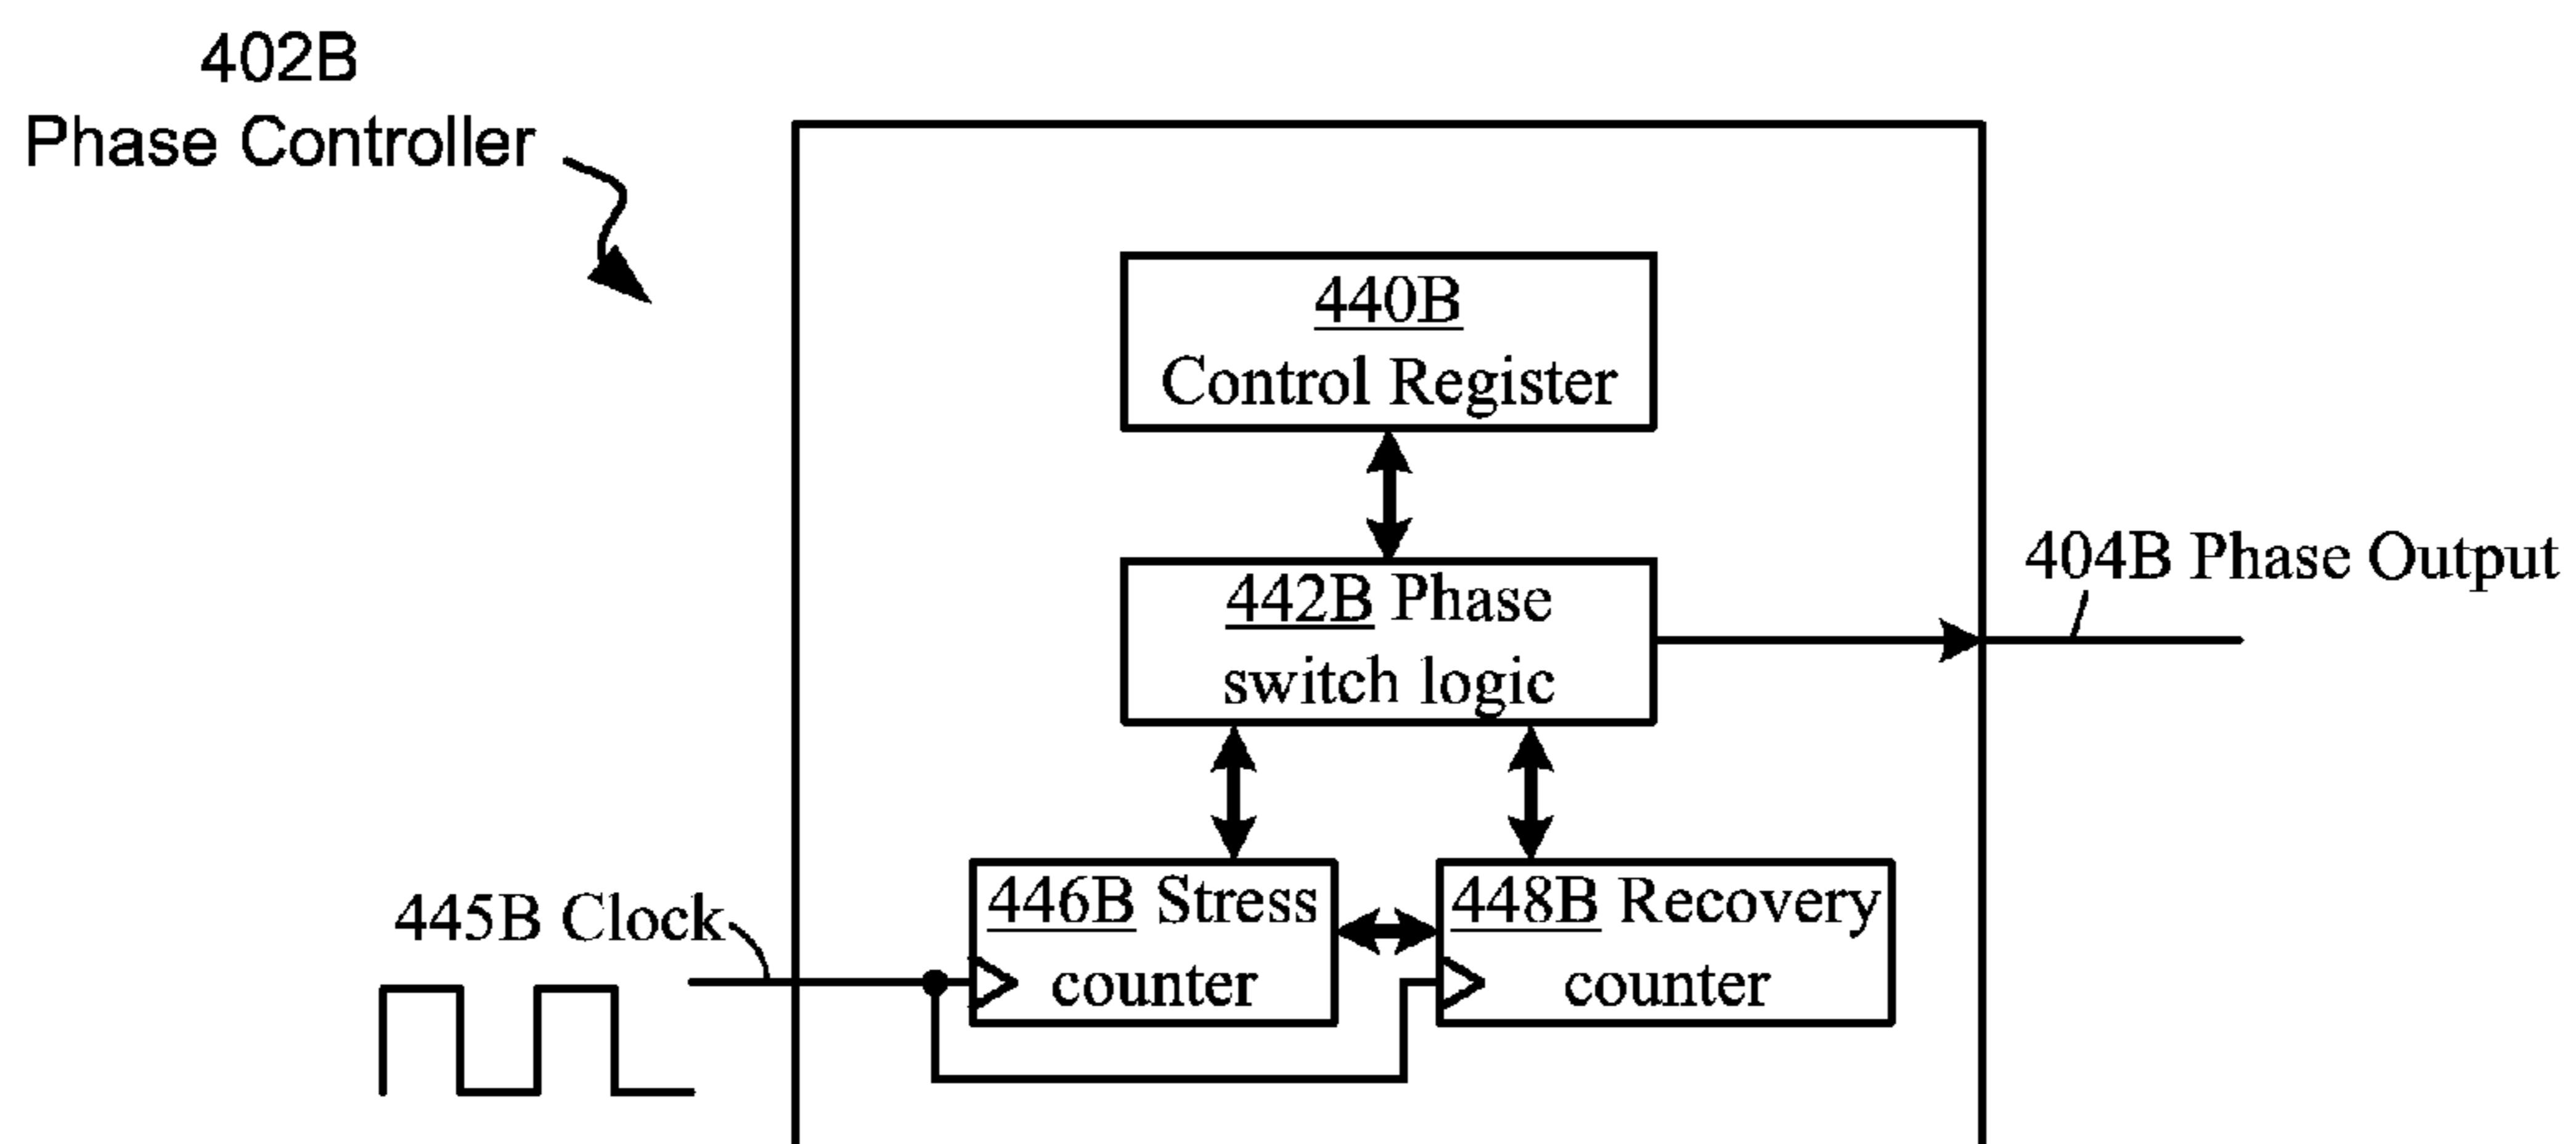 402B
Phase Controller
440B
Control Register
442B Phase
switch logic
404B Phase Output
445B Clock
446B Stress
counter
448B Recovery
counter